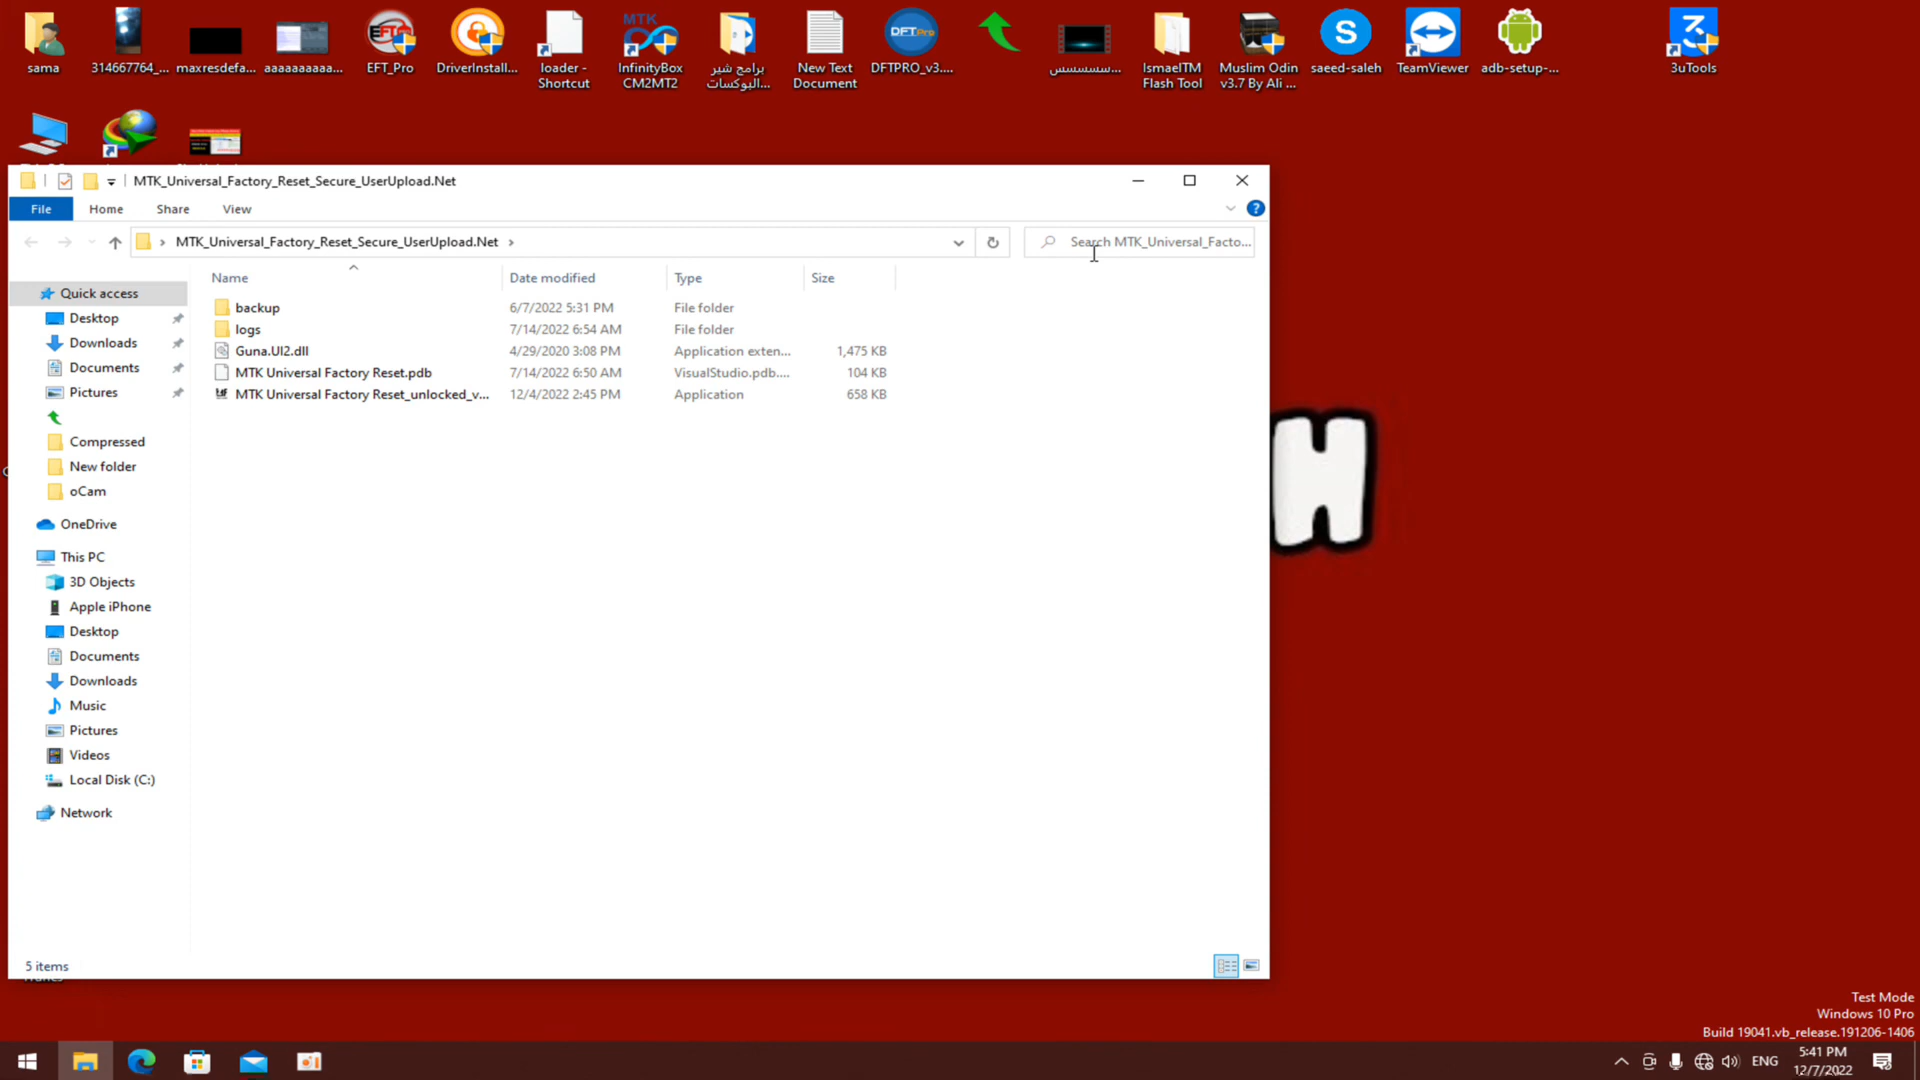 sama
314667764_...
maxresdefa...
aaaaaaaaaa...
EFT_Pro
DriverInstall...
loader -
Shortcut
MTK
InfinityBox
CM2MT2
برامج شير
البوكسات...
New Text
Document
DFTPro
DFTPRO_v3....
سسسسسس...
IsmaelTM
Flash Tool
Muslim Odin
v3.7 By Ali ...
saeed-saleh
TeamViewer
adb-setup-...
3uTools
MTK_Universal_Factory_Reset_Secure_UserUpload.Net
File
Home
Share
View
MTK_Universal_Factory_Reset_Secure_UserUpload.Net
Search MTK_Universal_Facto...
Name
Date modified
Type
Size
backup
6/7/2022 5:31 PM
File folder
logs
7/14/2022 6:54 AM
File folder
Guna.UI2.dll
4/29/2020 3:08 PM
Application exten...
1,475 KB
MTK Universal Factory Reset.pdb
7/14/2022 6:50 AM
VisualStudio.pdb....
104 KB
MTK Universal Factory Reset_unlocked_v...
12/4/2022 2:45 PM
Application
658 KB
Quick access
Desktop
Downloads
Documents
Pictures
Compressed
New folder
oCam
OneDrive
This PC
3D Objects
Apple iPhone
Desktop
Documents
Downloads
Music
Pictures
Videos
Local Disk (C:)
Network
5 items
H
Test Mode
Windows 10 Pro
Build 19041.vb_release.191206-1406
ENG
5:41 PM
12/7/2022